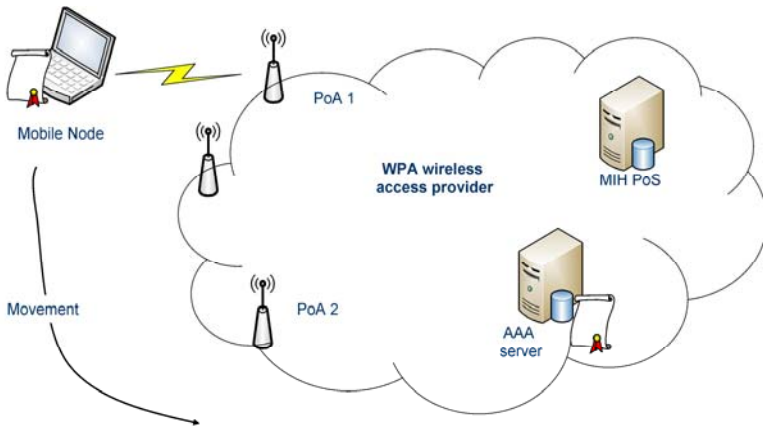 PoA 1
Mobile Node
WPA wireless
access provider
MIH PoS
Movement
PoA 2
AAA
server